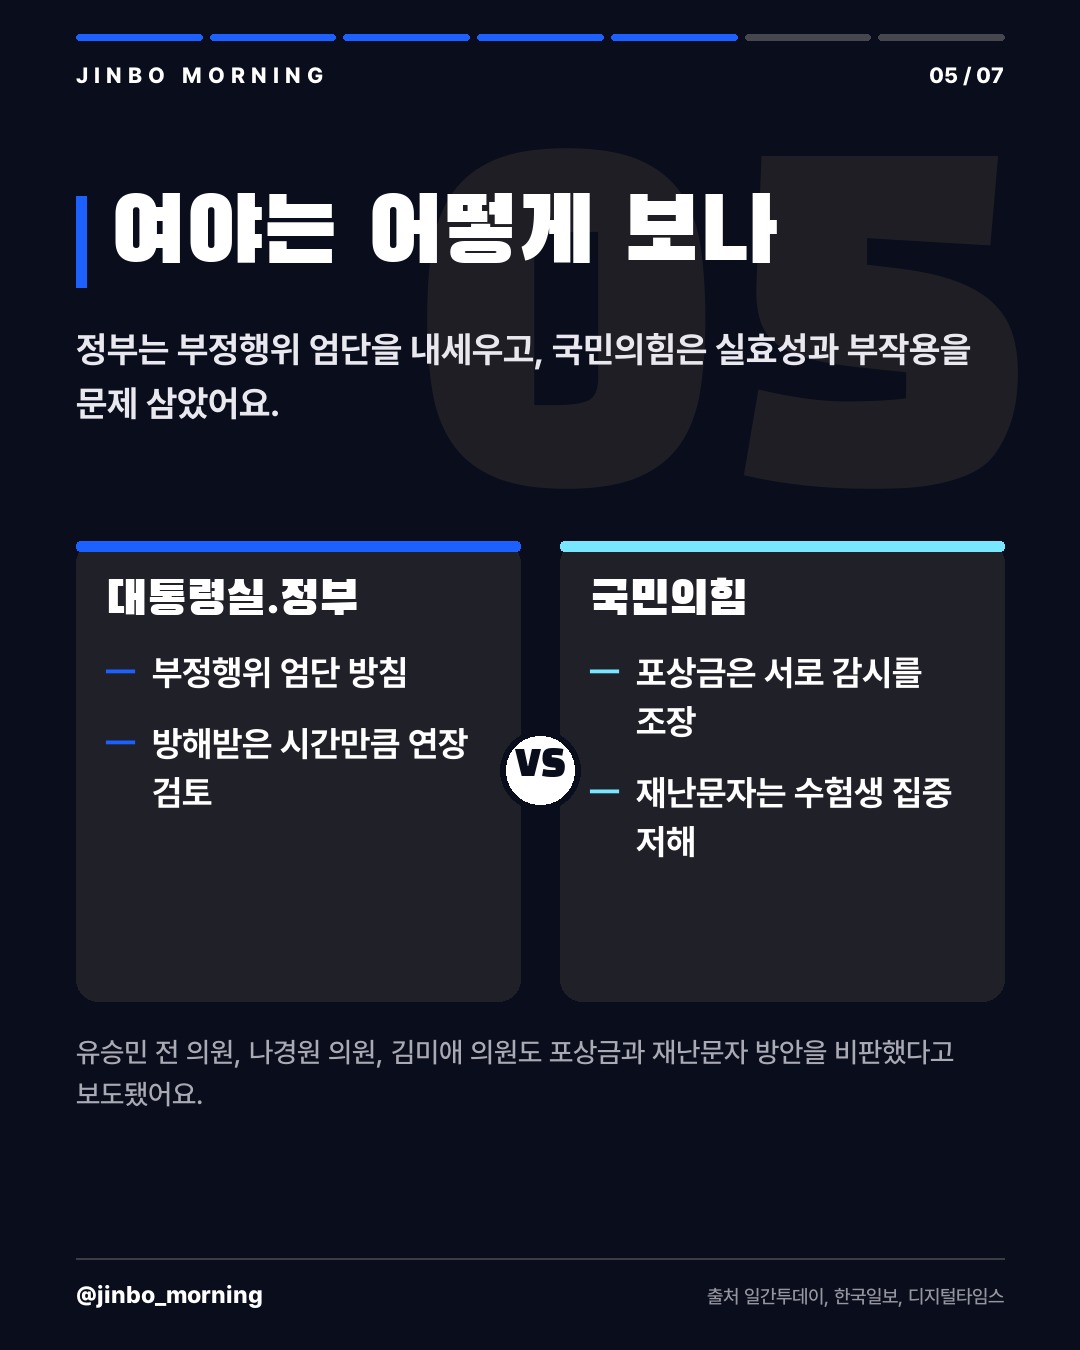 JINBO MORNING
05 / 07
05
여야는 어떻게 보나
정부는 부정행위 엄단을 내세우고, 국민의힘은 실효성과 부작용을
문제 삼았어요.
대통령실.정부
— 부정행위 엄단 방침
— 방해받은 시간만큼 연장
검토
VS
국민의힘
— 포상금은 서로 감시를
조장
— 재난문자는 수험생 집중
저해
유승민 전 의원, 나경원 의원, 김미애 의원도 포상금과 재난문자 방안을 비판했다고
보도됐어요.
@jinbo_morning
출처 일간투데이, 한국일보, 디지털타임스